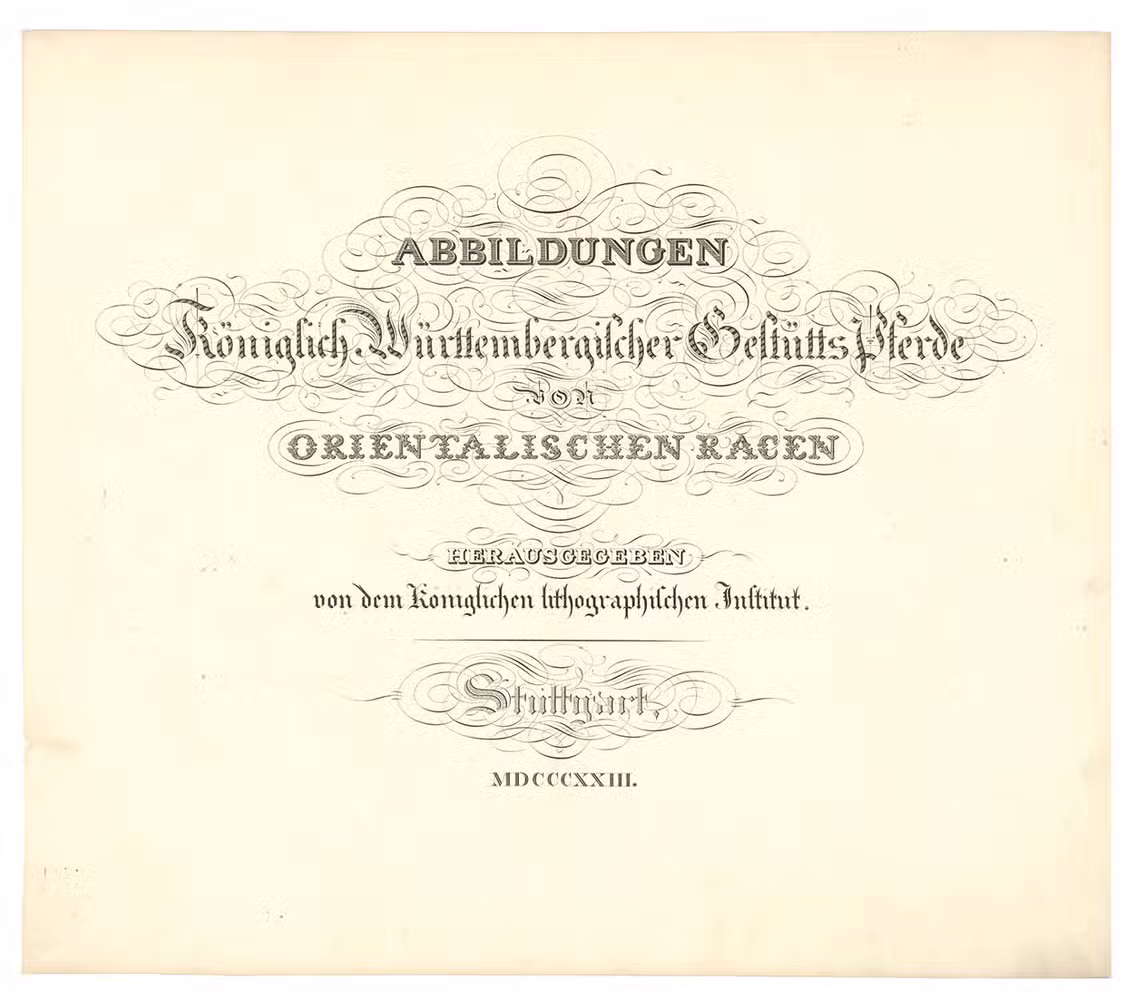 ABBILDUNGEN
Königlich Württembergiſcher Geſtütts Pferde
VON
ORIENTALISCHEN RACEN
HERAUSGEGEBEN
von dem Königlichen lithographiſchen Inſtitut.
Stuttgart,
MDCCCXXIII.